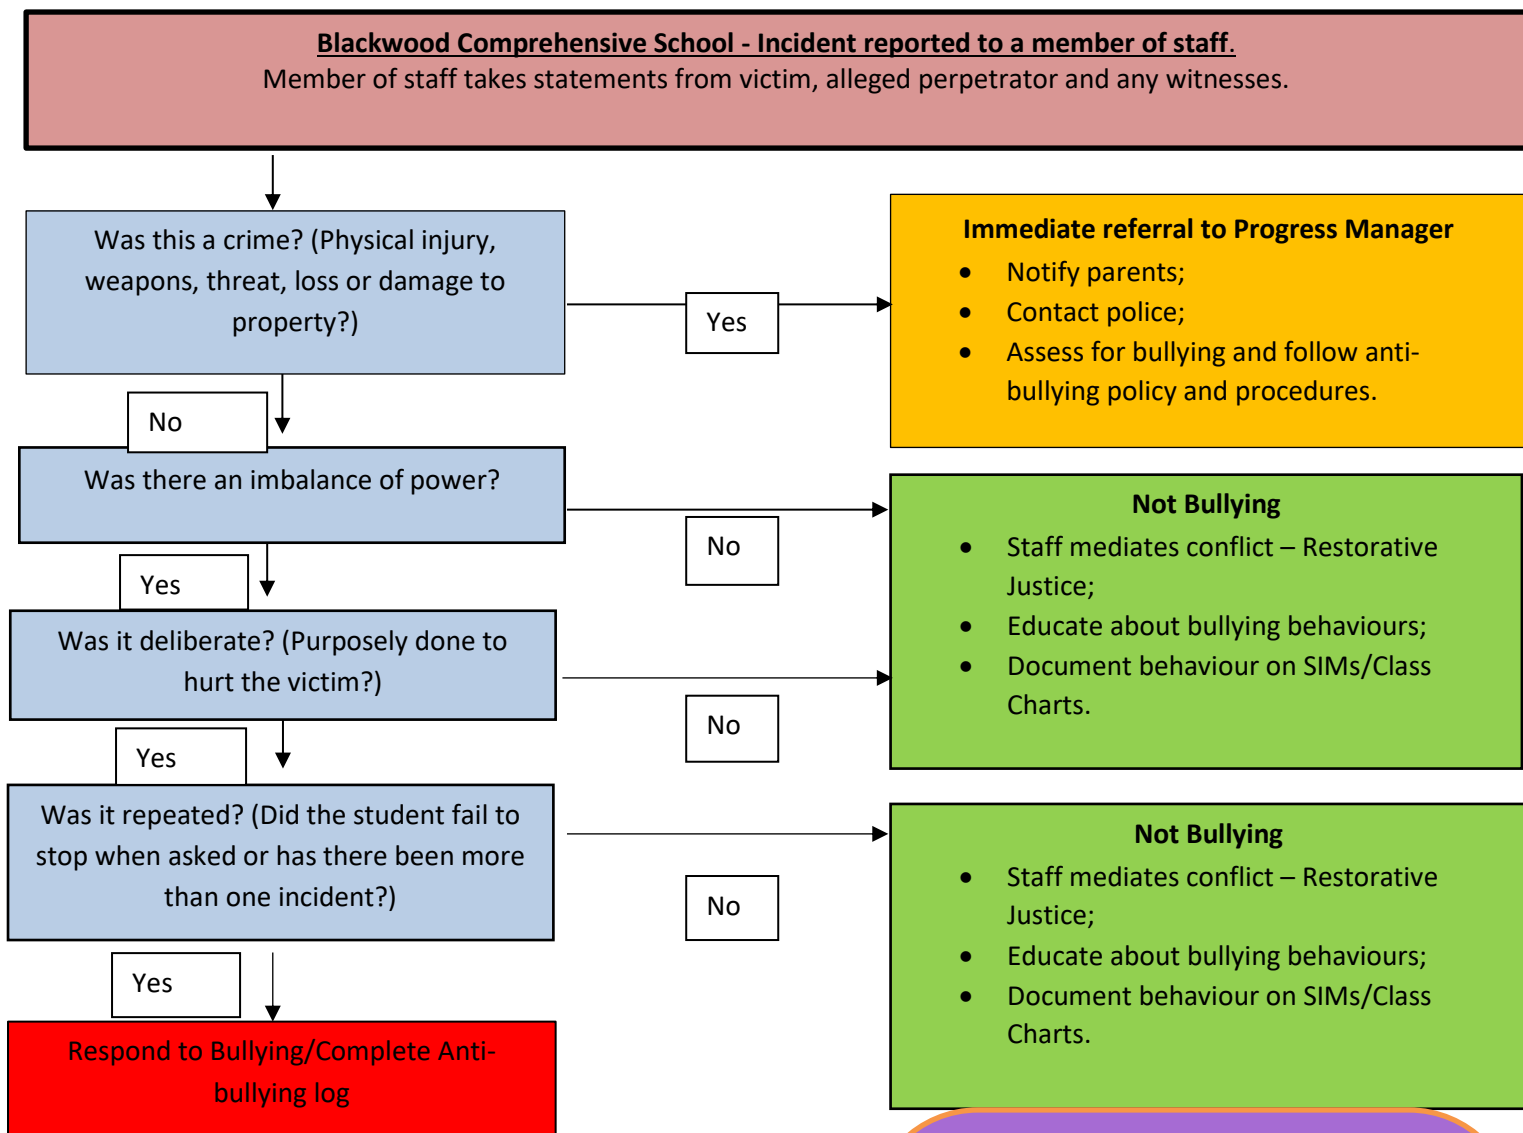 Blackwood Comprehensive School - Incident reported to a member of staff.
Member of staff takes statements from victim, alleged perpetrator and any witnesses.
Was this a crime? (Physical injury,
weapons, threat, loss or damage to
property?)
Yes
Immediate referral to Progress Manager
• Notify parents;
• Contact police;
• Assess for bullying and follow anti-
bullying policy and procedures.
No
Was there an imbalance of power?
No
Not Bullying
• Staff mediates conflict – Restorative
Justice;
• Educate about bullying behaviours;
• Document behaviour on SIMs/Class
Charts.
Yes
Was it deliberate? (Purposely done to
hurt the victim?)
No
Yes
Was it repeated? (Did the student fail to
stop when asked or has there been more
than one incident?)
No
Not Bullying
• Staff mediates conflict – Restorative
Justice;
• Educate about bullying behaviours;
• Document behaviour on SIMs/Class
Charts.
Yes
Respond to Bullying/Complete Anti-
bullying log